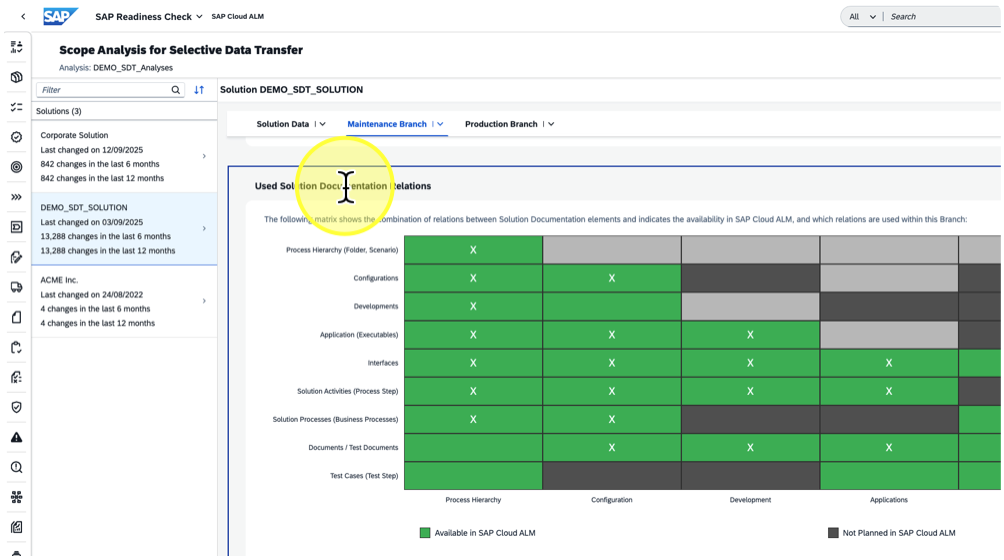 SAP
SAP Readiness Check
SAP Cloud ALM
All
Search
Scope Analysis for Selective Data Transfer
Analysis: DEMO_SDT_Analyses
Filter
Solution DEMO_SDT_SOLUTION
Solutions (3)
Corporate Solution
Last changed on 12/09/2025
842 changes in the last 6 months
842 changes in the last 12 months
DEMO_SDT_SOLUTION
Last changed on 03/09/2025
13,288 changes in the last 6 months
13,288 changes in the last 12 months
ACME Inc.
Last changed on 24/08/2022
4 changes in the last 6 months
4 changes in the last 12 months
Solution Data
Maintenance Branch
Production Branch
Used Solution Documentation Relations
The following matrix shows the combination of relations between Solution Documentation elements and indicates the availability in SAP Cloud ALM, and which relations are used within this Branch:
Process Hierarchy (Folder, Scenario) X
Configurations X X
Developments X
Application (Executables) X X X
Interfaces X X X X
Solution Activities (Process Step) X X X X
Solution Processes (Business Processes) X X
Documents / Test Documents X X X
Test Cases (Test Step)
Process Hierarchy Configuration Development Applications
Available in SAP Cloud ALM
Not Planned in SAP Cloud ALM